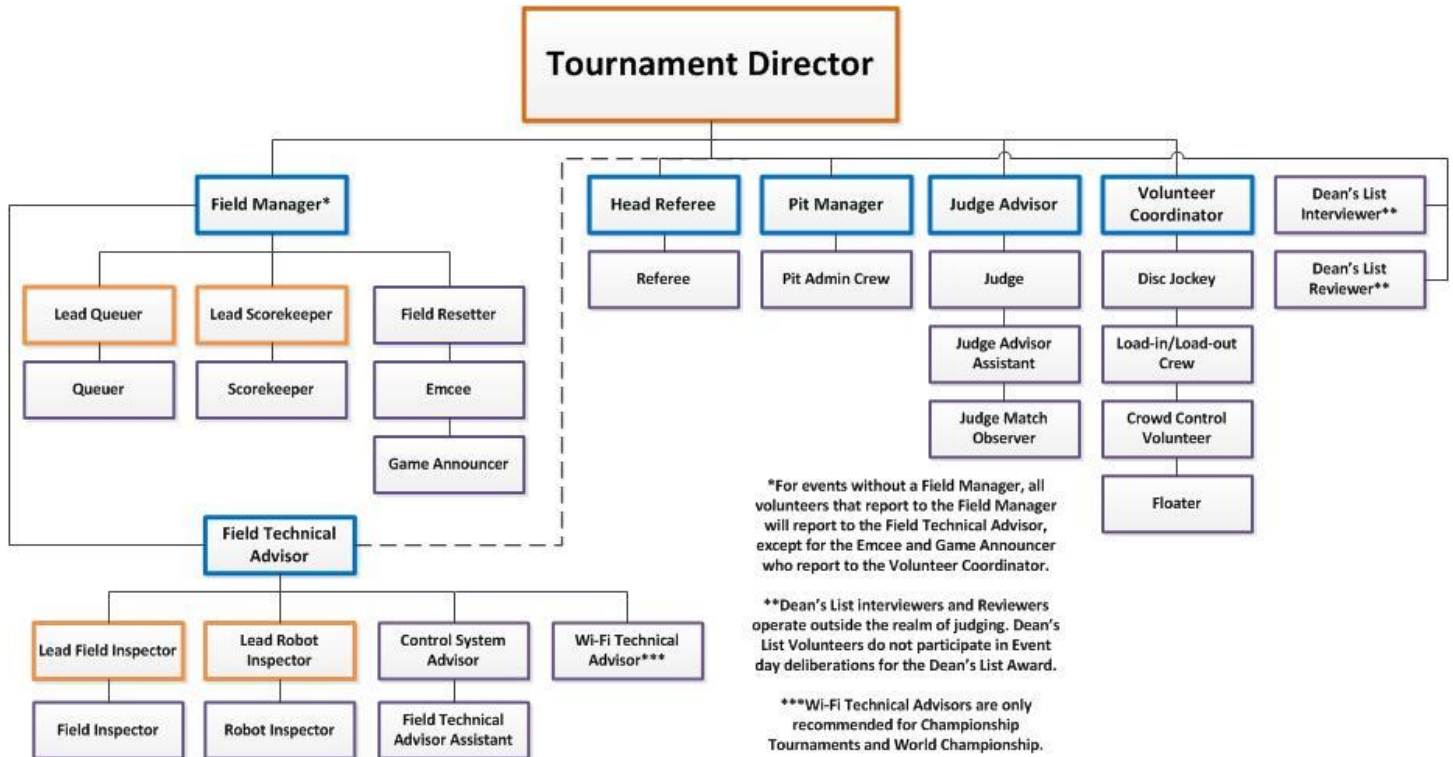 Tournament Director
Field Manager*
Head Referee
Pit Manager
Judge Advisor
Volunteer
Coordinator
Dean's List
Interviewer**
Referee
Pit Admin Crew
Judge
Disc Jockey
Dean's List
Reviewer**
Lead Queuer
Lead Scorekeeper
Field Resetter
Judge Advisor
Assistant
Load-in/Load-out
Crew
Queuer
Scorekeeper
Emcee
Judge Match
Observer
Crowd Control
Volunteer
Game Announcer
Floater
*For events without a Field Manager, all
volunteers that report to the Field Manager
will report to the Field Technical Advisor,
except for the Emcee and Game Announcer
who report to the Volunteer Coordinator.
Field Technical
Advisor
**Dean's List interviewers and Reviewers
operate outside the realm of judging. Dean's
List Volunteers do not participate in Event
day deliberations for the Dean's List Award.
Lead Field Inspector
Lead Robot
Inspector
Control System
Advisor
Wi-Fi Technical
Advisor***
Field Inspector
Robot Inspector
Field Technical
Advisor Assistant
***Wi-Fi Technical Advisors are only
recommended for Championship
Tournaments and World Championship.